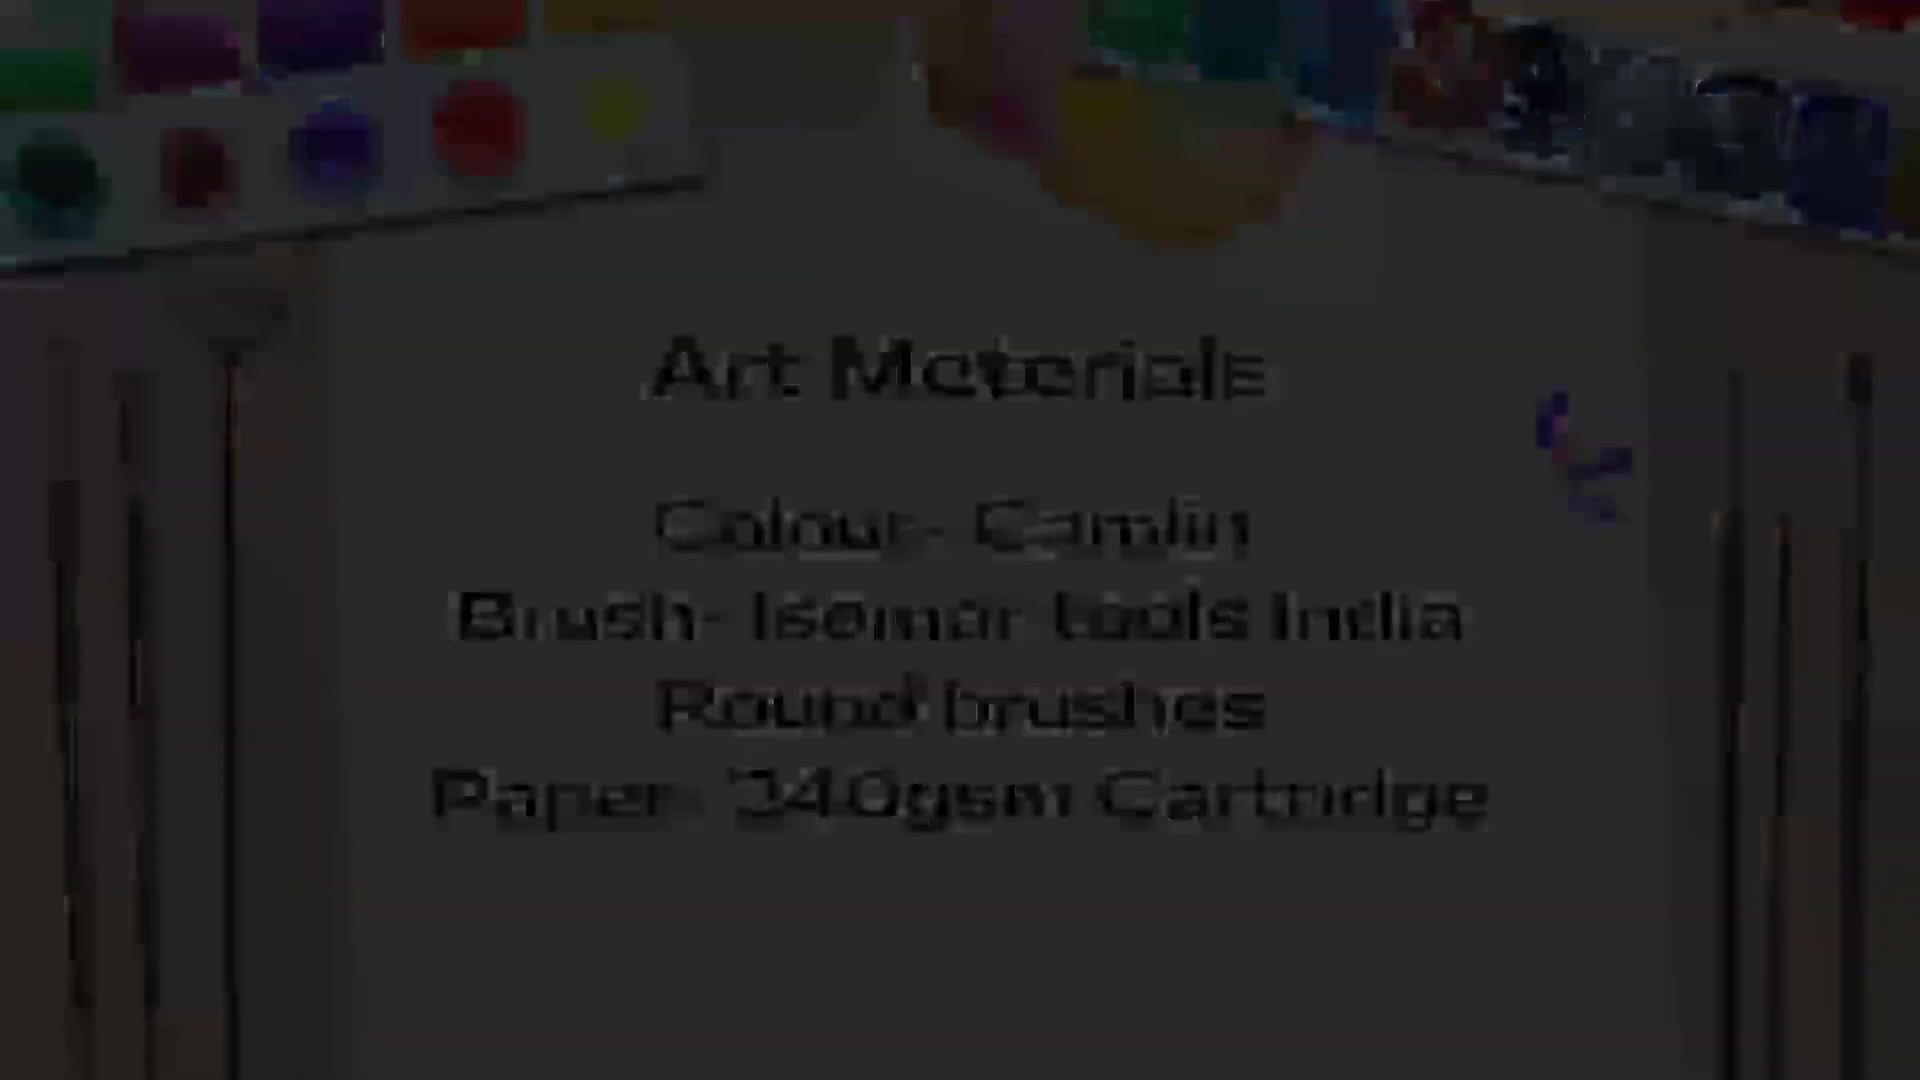 Art Materials
Colour- Camlin
Brush- Isomar tools India
Round brushes
Paper- 240gsm Cartridge